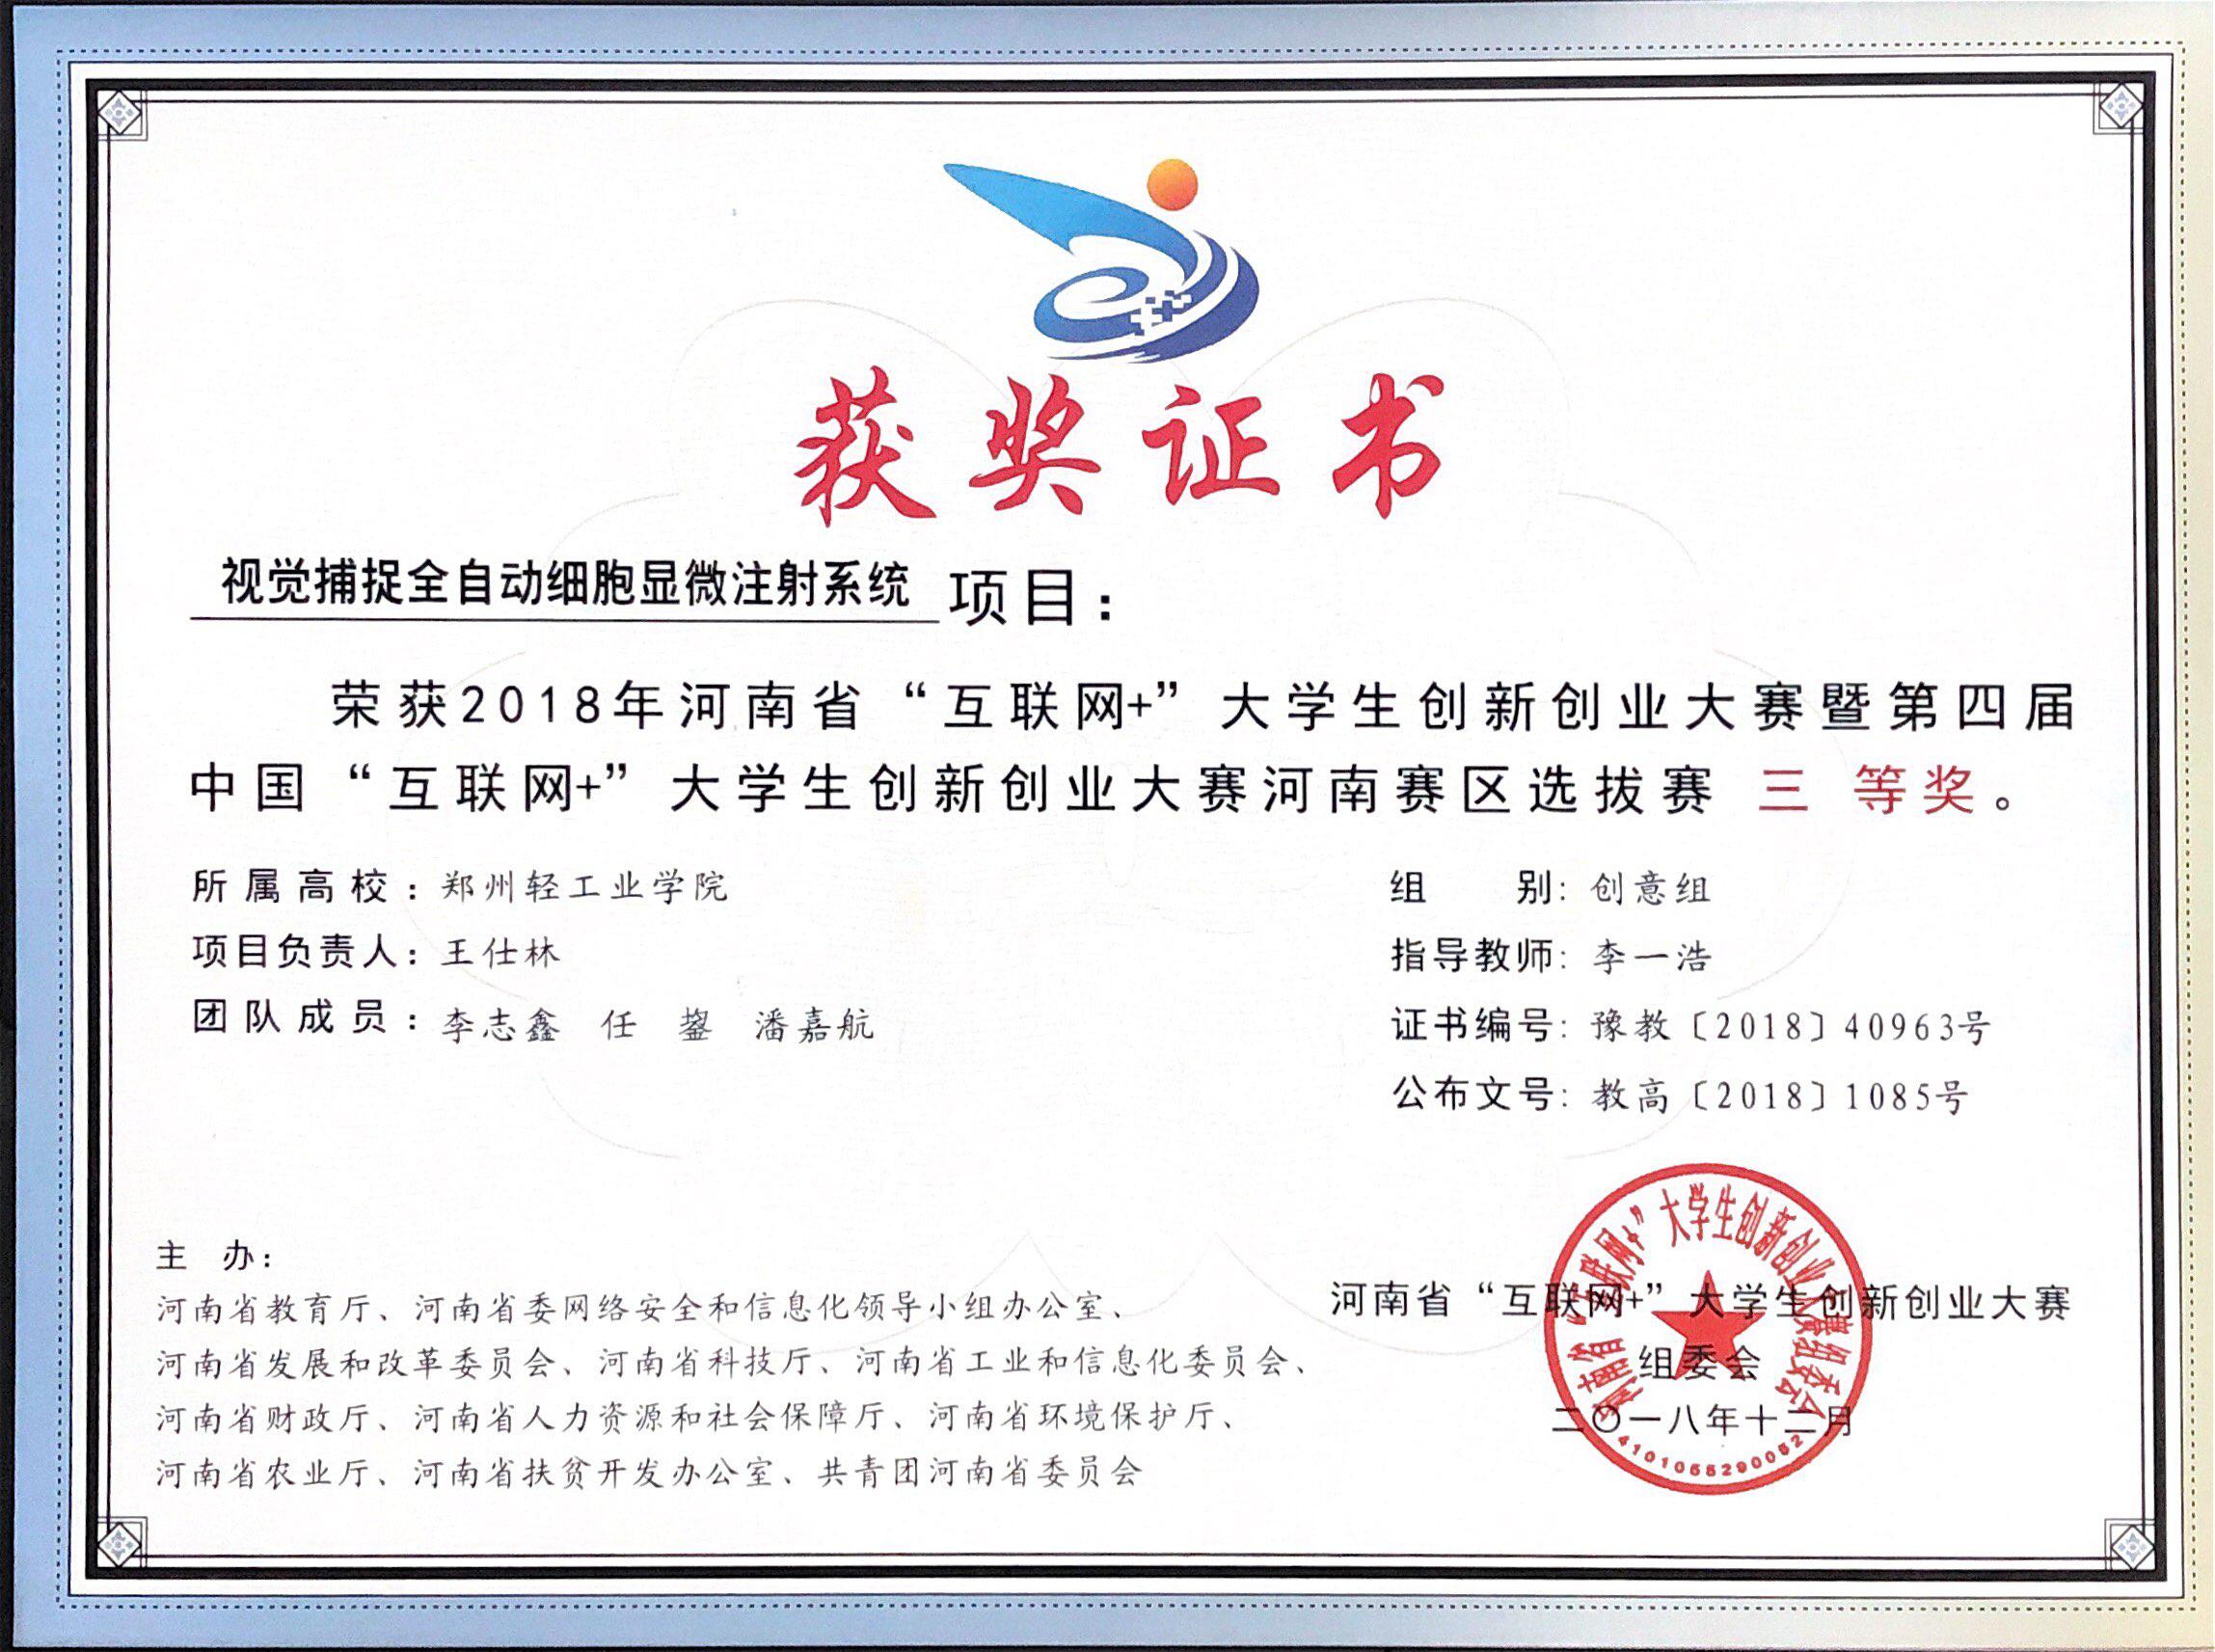 获奖证书
视觉捕捉全自动细胞显微注射系统 项目：
荣获2018年河南省“互联网+”大学生创新创业大赛暨第四届
中国“互联网+”大学生创新创业大赛河南赛区选拔赛 三 等奖。
所属高校：郑州轻工业学院
项目负责人：王仕林
团队成员：李志鑫 任 鋆 潘嘉航
组 别：创意组
指导教师：李一浩
证书编号：豫教〔2018〕40963号
公布文号：教高〔2018〕1085号
主 办：
河南省教育厅、河南省委网络安全和信息化领导小组办公室、
河南省发展和改革委员会、河南省科技厅、河南省工业和信息化委员会、
河南省财政厅、河南省人力资源和社会保障厅、河南省环境保护厅、
河南省农业厅、河南省扶贫开发办公室、共青团河南省委员会
河南省“互联网+”大学生创新创业大赛
组委会
二〇一八年十二月
河南省“互联网+”大学生创新创业大赛组委会
4101055290052